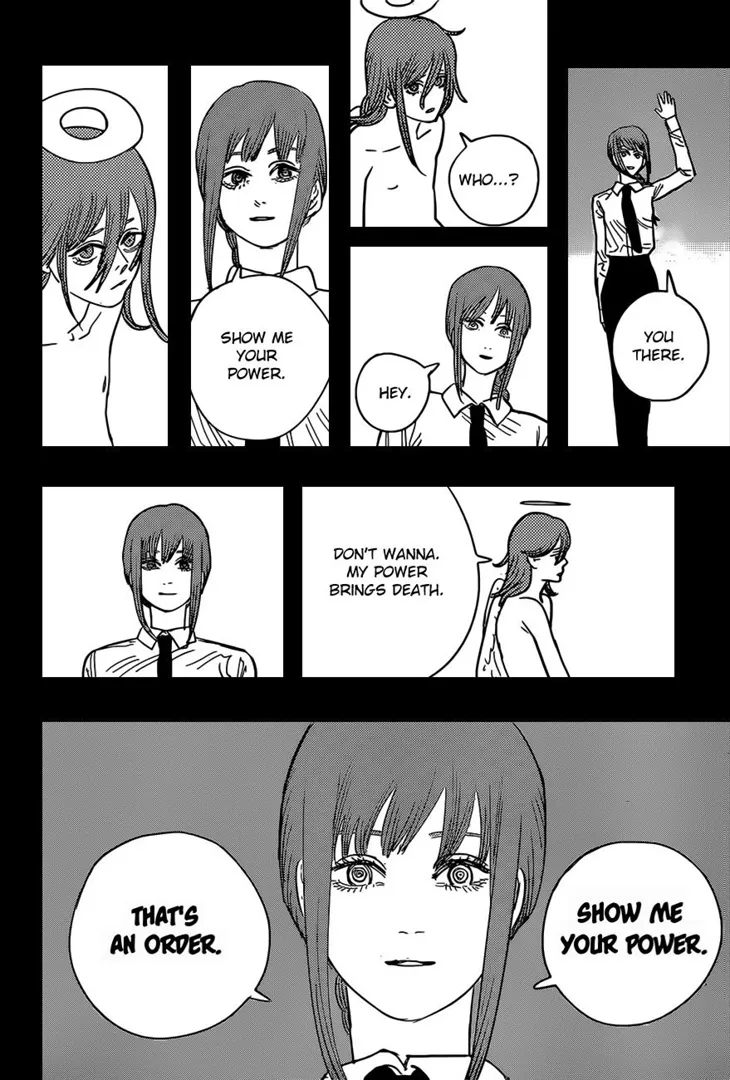 YOU
THERE.
WHO...?
HEY.
SHOW ME
YOUR
POWER.
DON'T WANNA.
MY POWER
BRINGS DEATH.
SHOW ME
YOUR POWER.
THAT'S
AN ORDER.